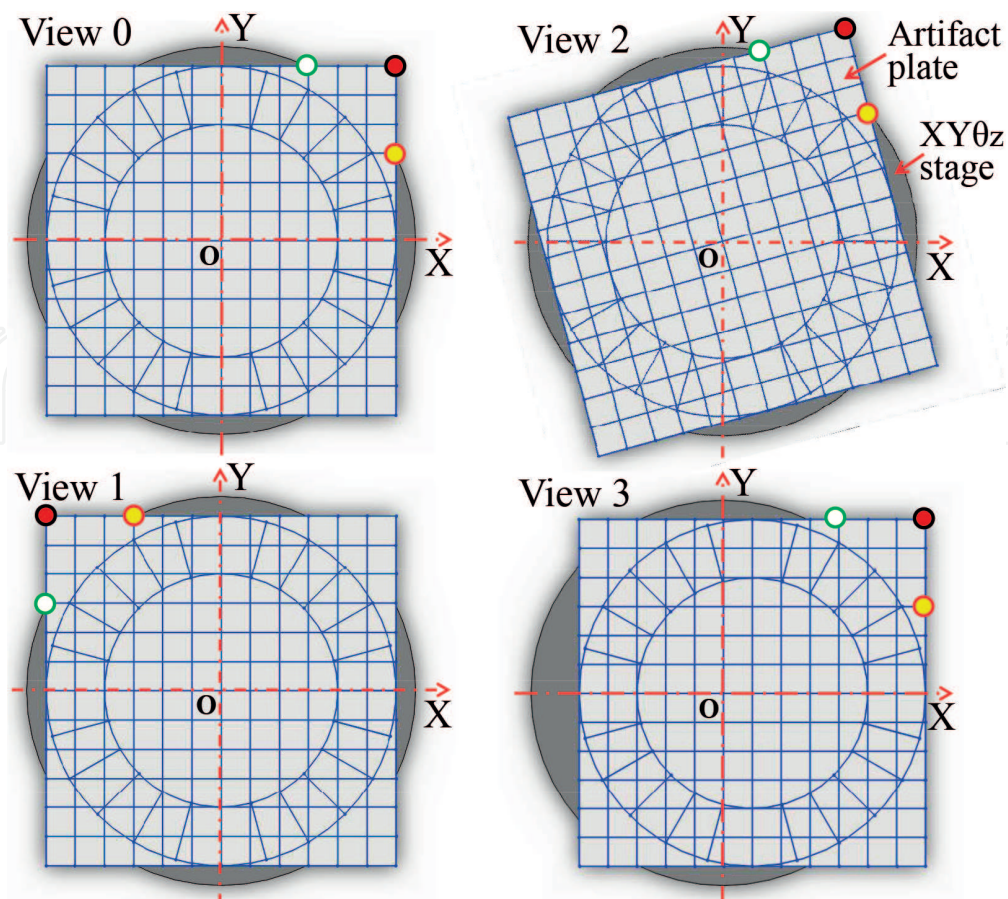 View 0
Y
X
O
View 2
Y
Artifact
plate
XYθz
stage
X
O
View 1
Y
X
O
View 3
Y
X
O